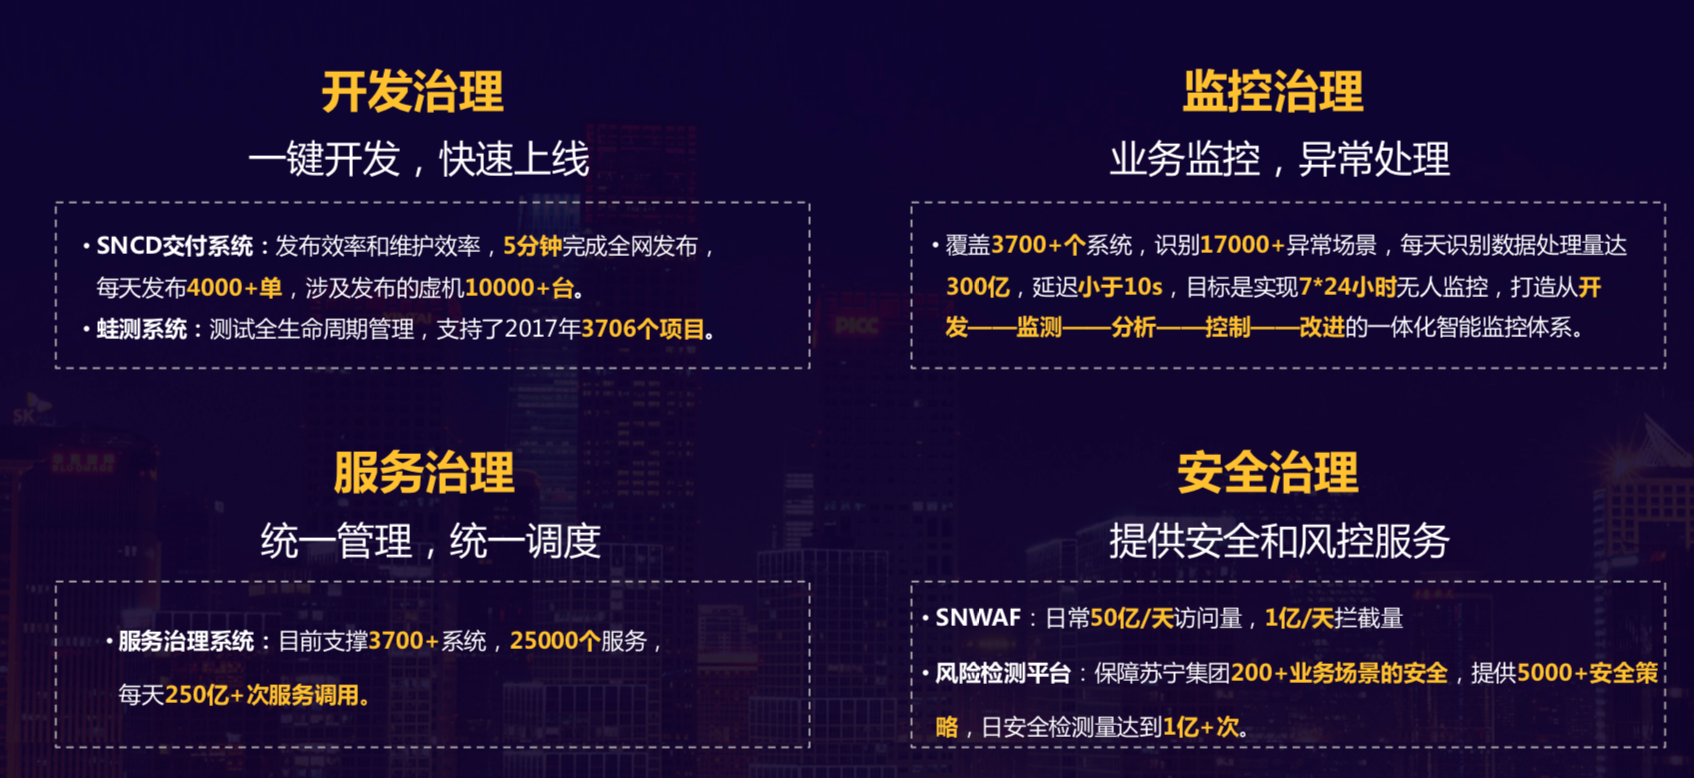 开发治理
一键开发，快速上线
• SNCD交付系统：发布效率和维护效率，5分钟完成全网发布，
每天发布4000+单，涉及发布的虚机10000+台。
• 蛙测系统：测试全生命周期管理，支持了2017年3706个项目。
监控治理
业务监控，异常处理
• 覆盖3700+个系统，识别17000+异常场景，每天识别数据处理量达
300亿，延迟小于10s，目标是实现7*24小时无人监控，打造从开
发——监测——分析——控制——改进的一体化智能监控体系。
服务治理
统一管理，统一调度
• 服务治理系统：目前支撑3700+系统，25000个服务，
每天250亿+次服务调用。
安全治理
提供安全和风控服务
• SNWAF：日常50亿/天访问量，1亿/天拦截量
• 风险检测平台：保障苏宁集团200+业务场景的安全，提供5000+安全策
略，日安全检测量达到1亿+次。
PICC
SK